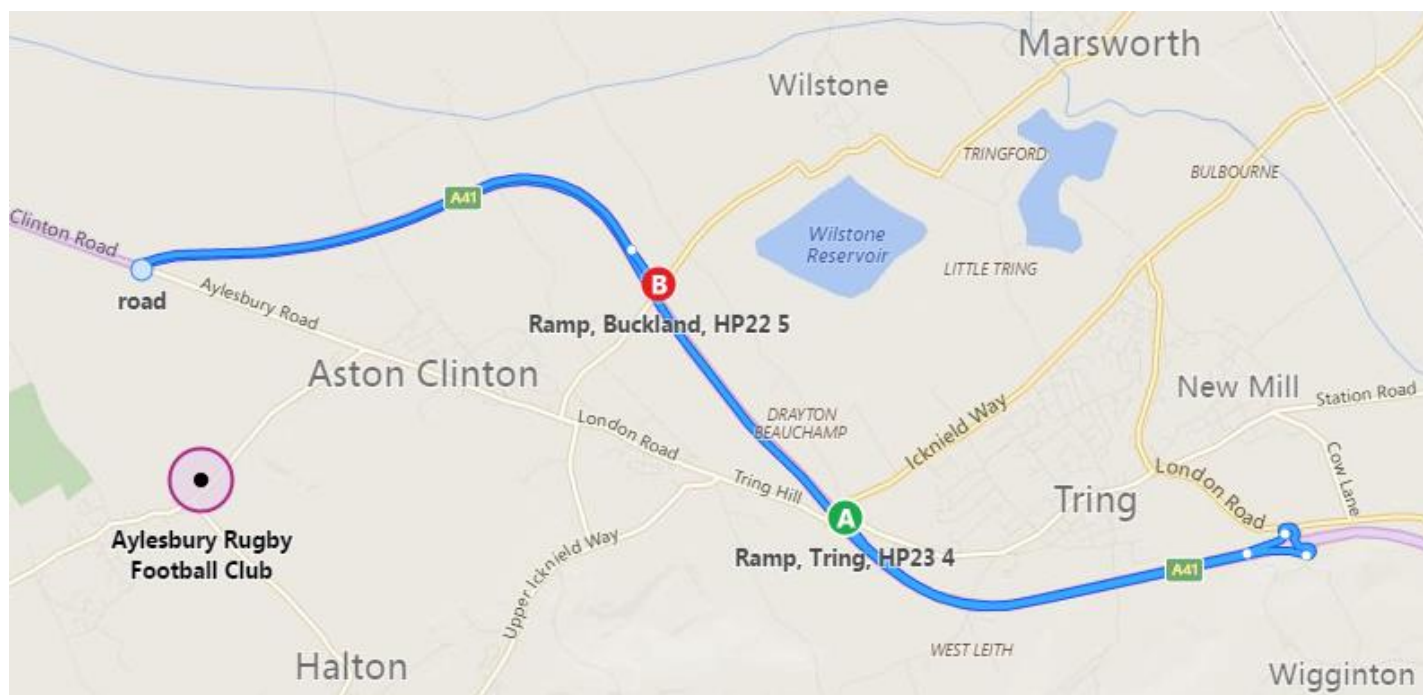 Marsworth
Wilstone
TRINGFORD
BULBOURNE
A41
Clinton Road
Wilstone
Reservoir
B
LITTLE TRING
road
Aylesbury Road
Ramp, Buckland, HP22 5
Aston Clinton
New Mill
Station Road
DRAYTON
BEAUCHAMP
Icknield Way
London Road
Tring Hill
London Road
Cow Lane
Tring
A
Aylesbury Rugby
Football Club
Ramp, Tring, HP23 4
Upper Icknield Way
A41
WEST LEITH
Halton
Wigginton